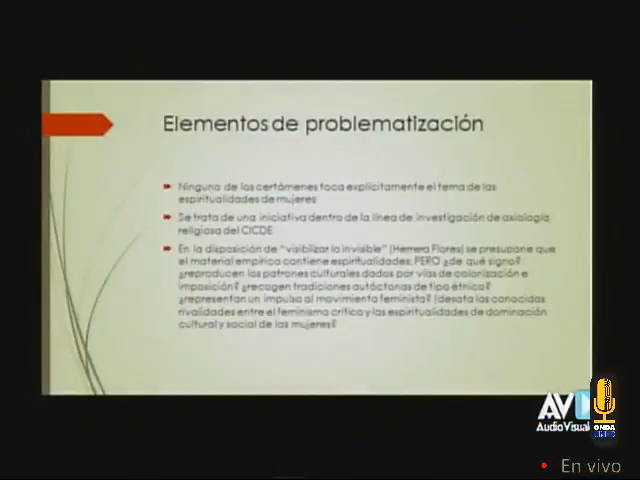 Elementos de problematización
Ninguno de los certámenes toca explícitamente el tema de las
espiritualidades de mujeres
Se trata de una iniciativa dentro de la línea de investigación de axiología
religiosa del CICDE
En la disposición de "visibilizar lo invisible" (Herrera Flores) se presupone que
el material empírico contiene espiritualidades; PERO ¿de qué signo?
¿reproducen los patrones culturales dados por vías de colonización e
imposición? ¿recogen tradiciones autóctonas de tipo étnico?
¿representan un impulso al movimiento feminista? (desata las conocidas
rivalidades entre el feminismo crítico y las espiritualidades de dominación
cultural y social de las mujeres?
AV
AudioVisual
ONDA
En vivo